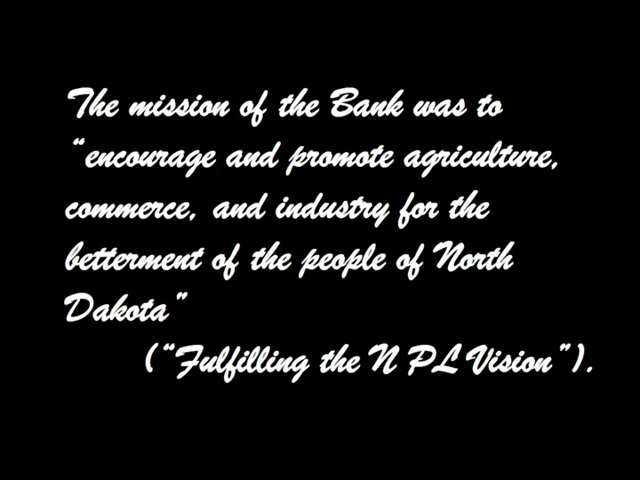 The mission of the Bank was to
“encourage and promote agriculture,
commerce, and industry for the
betterment of the people of North
Dakota”
(“Fulfilling the N PL Vision”).